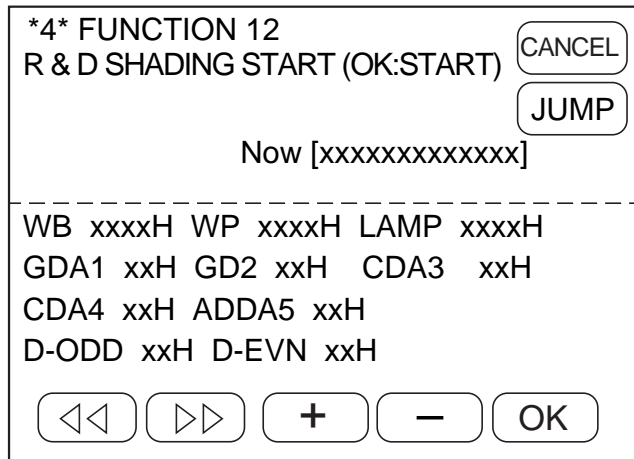 *4* FUNCTION 12
R & D SHADING START (OK:START)
CANCEL
JUMP
Now [xxxxxxxxxxxxx]
WB xxxxH WP xxxxH LAMP xxxxH
GDA1 xxH GD2 xxH CDA3 xxH
CDA4 xxH ADDA5 xxH
D-ODD xxH D-EVN xxH
+ − OK